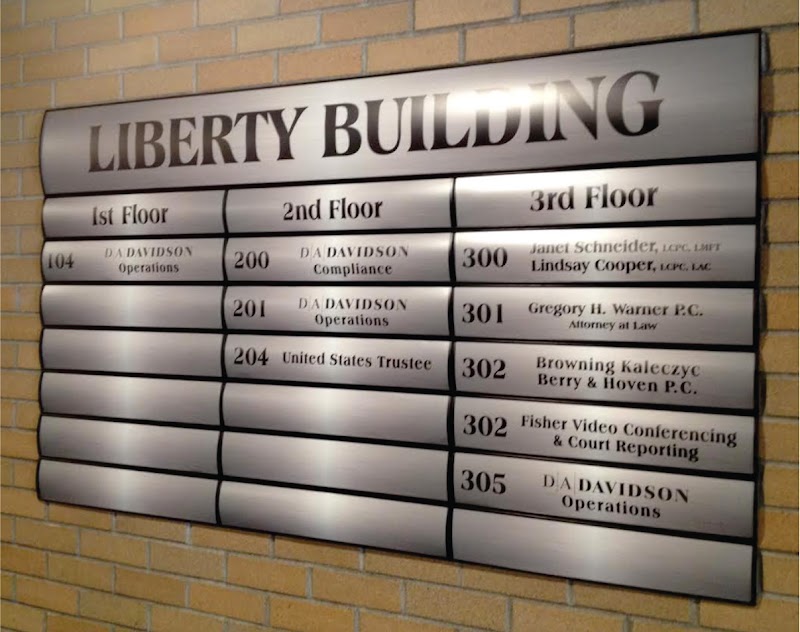 LIBERTY BUILDING
1st Floor
104 D|A|DAVIDSON
Operations
2nd Floor
200 D|A|DAVIDSON
Compliance
201 D|A|DAVIDSON
Operations
204 United States Trustee
3rd Floor
300 Janet Schneider, LCPC, LMFT
Lindsay Cooper, LCPC, LAC
301 Gregory H. Warner P.C.
Attorney at Law
302 Browning Kaleczyc
Berry & Hoven P.C.
302 Fisher Video Conferencing
& Court Reporting
305 D|A|DAVIDSON
Operations